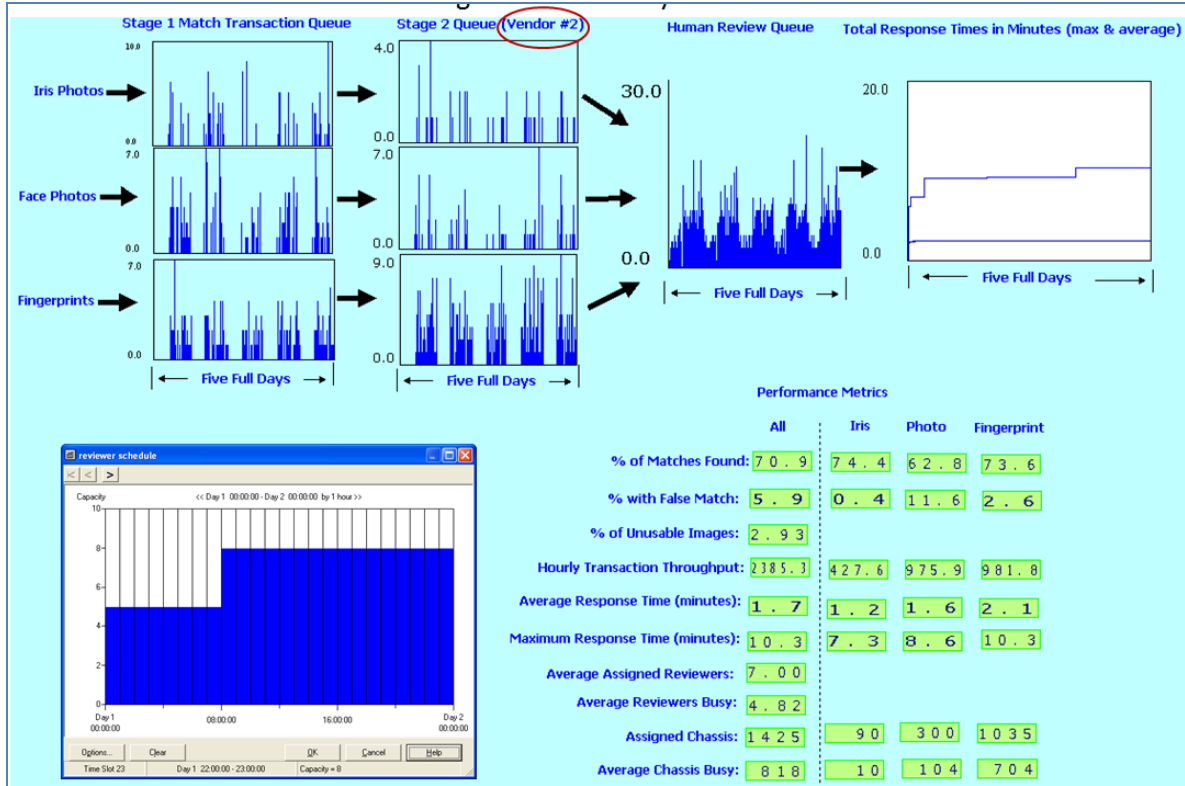 Stage 1 Match Transaction Queue
Stage 2 Queue (Vendor #2)
Human Review Queue
Total Response Times in Minutes (max & average)
Iris Photos
10.0
0.0
4.0
0.0
Face Photos
7.0
0.0
7.0
0.0
Fingerprints
7.0
0.0
9.0
0.0
30.0
0.0
20.0
0.0
Five Full Days
Five Full Days
Five Full Days
Five Full Days
Performance Metrics
All Iris Photo Fingerprint
% of Matches Found: 70.9 74.4 62.8 73.6
% with False Match: 5.9 0.4 11.6 2.6
% of Unusable Images: 2.93
Hourly Transaction Throughput: 2385.3 427.6 975.9 981.8
Average Response Time (minutes): 1.7 1.2 1.6 2.1
Maximum Response Time (minutes): 10.3 7.3 8.6 10.3
Average Assigned Reviewers: 7.00
Average Reviewers Busy: 4.82
Assigned Chassis: 1425 90 300 1035
Average Chassis Busy: 818 10 104 704
reviewer schedule
Capacity
<< Day 1 00:00:00 - Day 2 00:00:00 by 1 hour >>
10
8
6
4
2
0
Day 1 00:00:00
08:00:00
16:00:00
Day 2 00:00:00
Options...
Clear
OK
Cancel
Help
Time Slot 23
Day 1 22:00:00 - 23:00:00
Capacity = 8